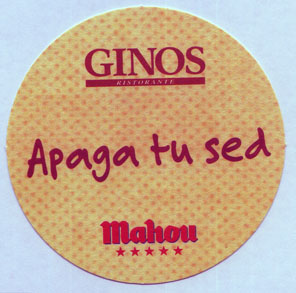 GINOS
RISTORANTE
Apaga tu sed
Mahou